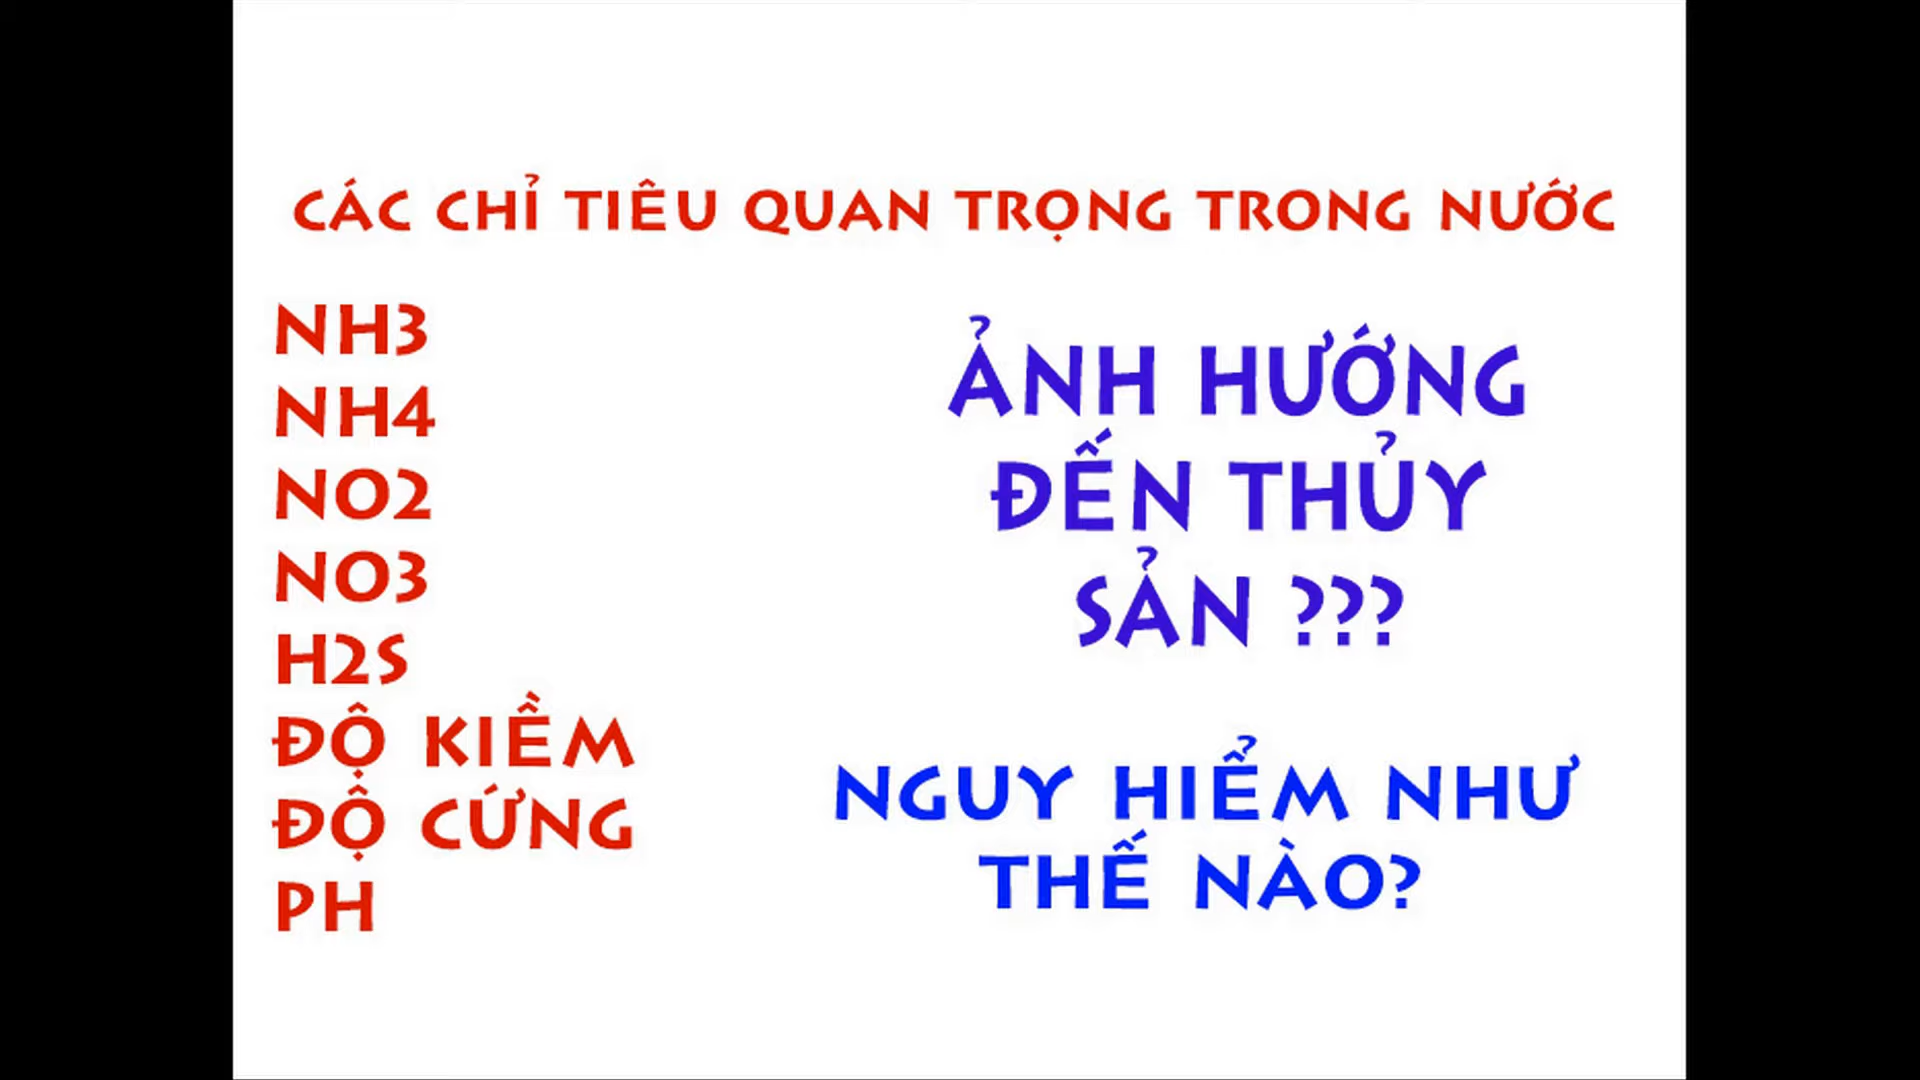 CÁC CHỈ TIÊU QUAN TRỌNG TRONG NƯỚC
NH3
NH4
NO2
NO3
H2S
ĐỘ KIỀM
ĐỘ CỨNG
PH
ẢNH HƯỚNG
ĐẾN THỦY
SẢN ???
NGUY HIỂM NHƯ
THẾ NÀO?